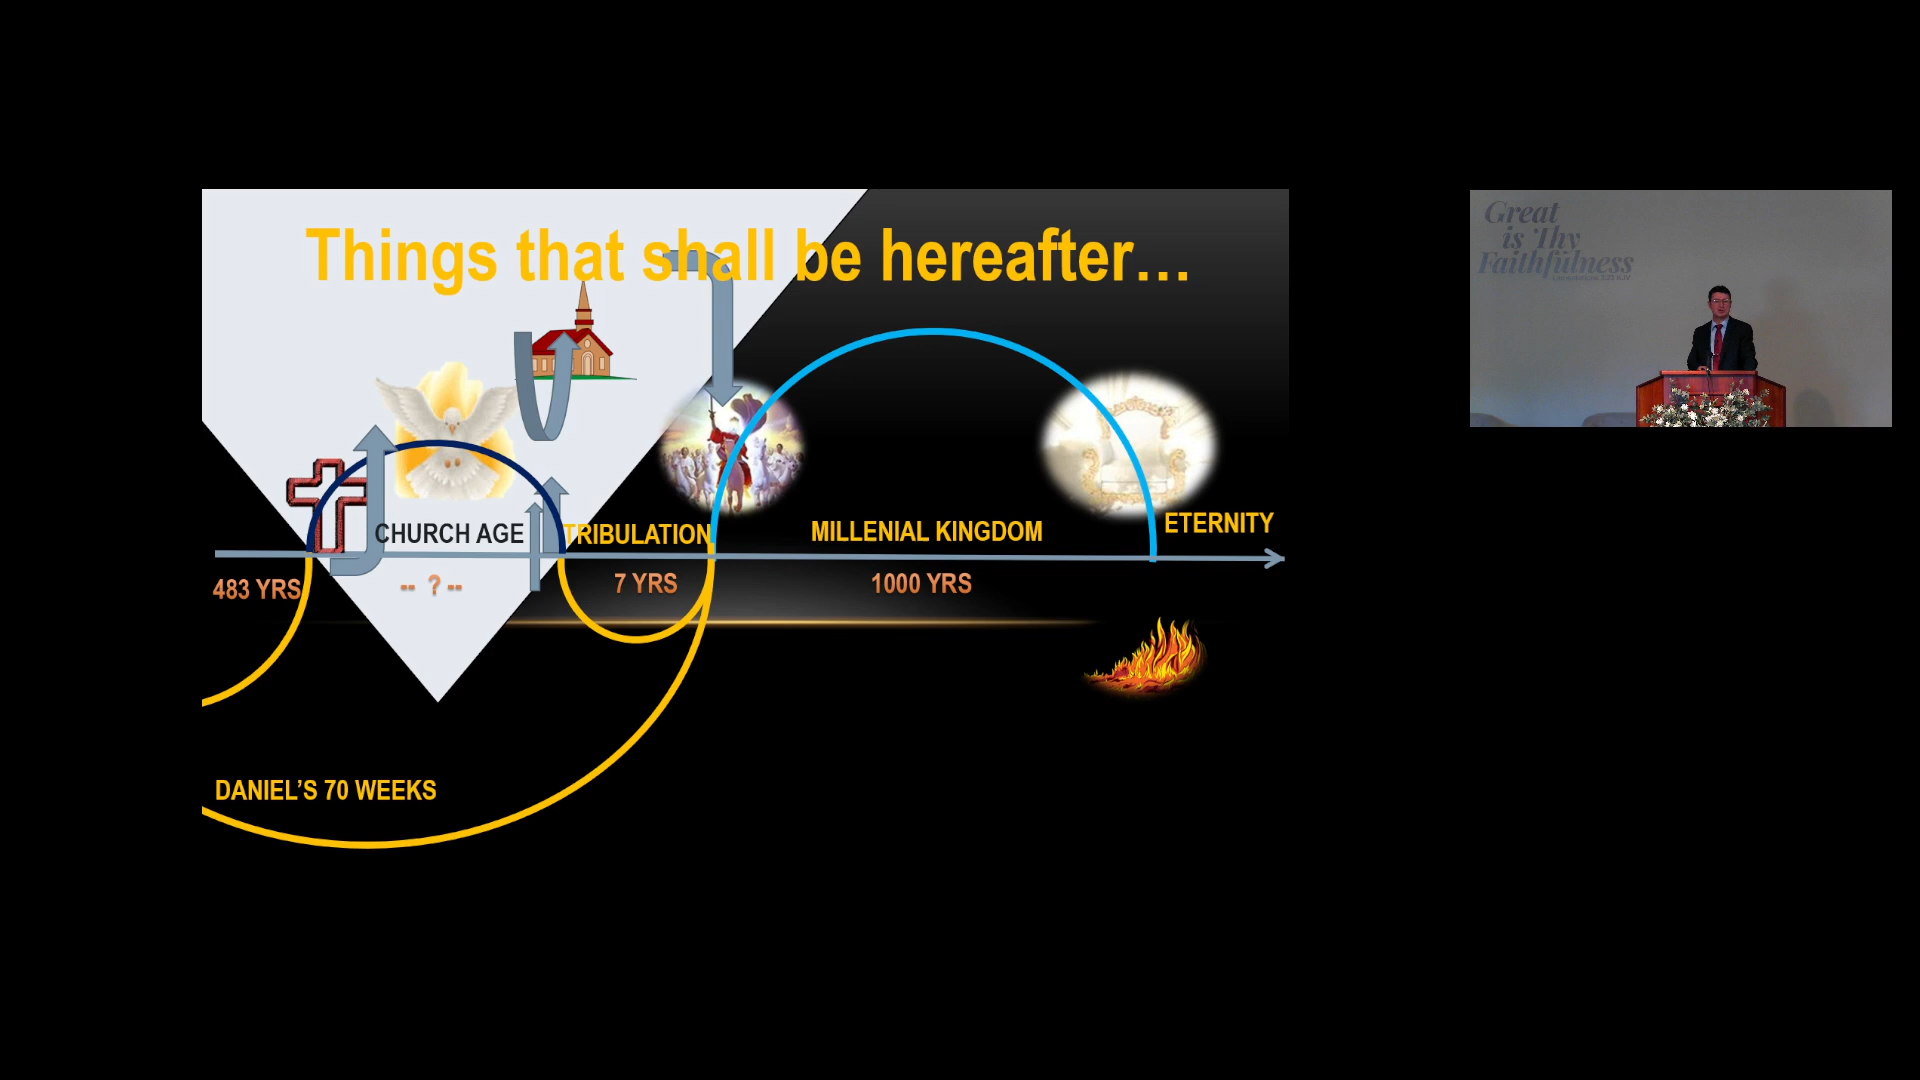 Things that shall be hereafter…
CHURCH AGE
TRIBULATION
MILLENIAL KINGDOM
ETERNITY
483 YRS
-- ? --
7 YRS
1000 YRS
DANIEL’S 70 WEEKS
Great
is Thy
Faithfulness